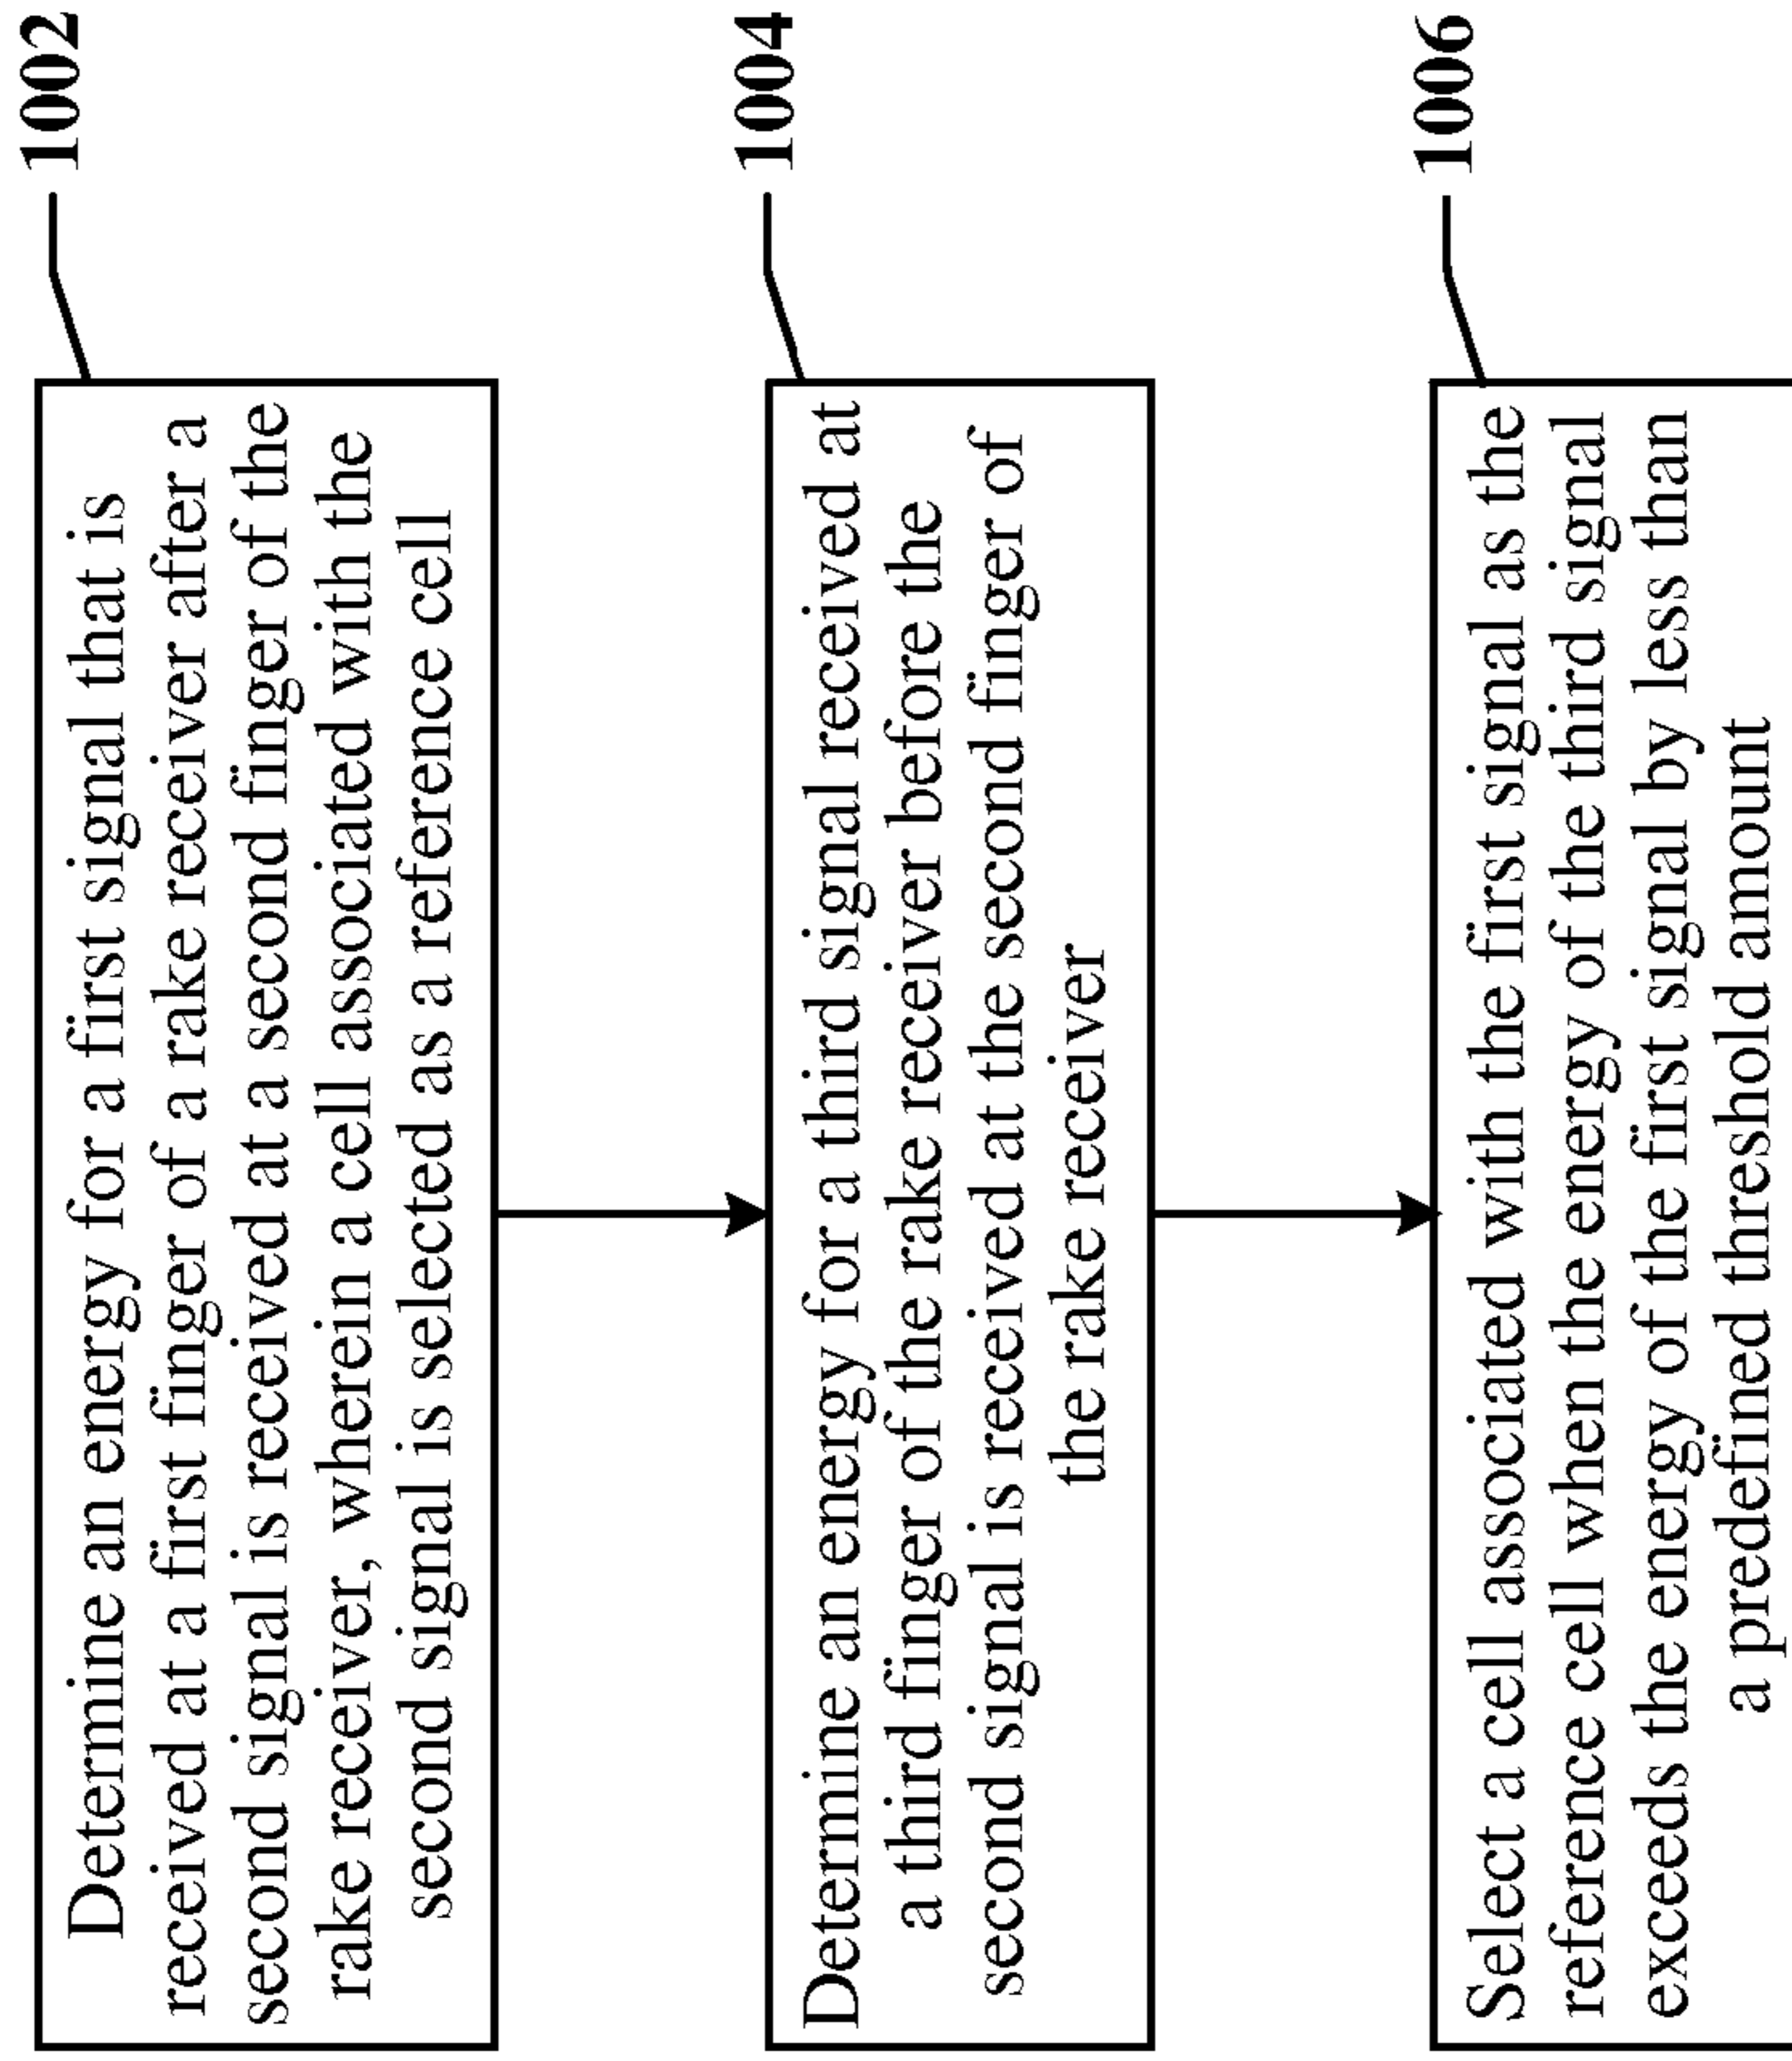 1002
Determine an energy for a first signal that is
received at a first finger of a rake receiver after a
second signal is received at a second finger of the
rake receiver, wherein a cell associated with the
second signal is selected as a reference cell
1004
Determine an energy for a third signal received at
a third finger of the rake receiver before the
second signal is received at the second finger of
the rake receiver
1006
Select a cell associated with the first signal as the
reference cell when the energy of the third signal
exceeds the energy of the first signal by less than
a predefined threshold amount